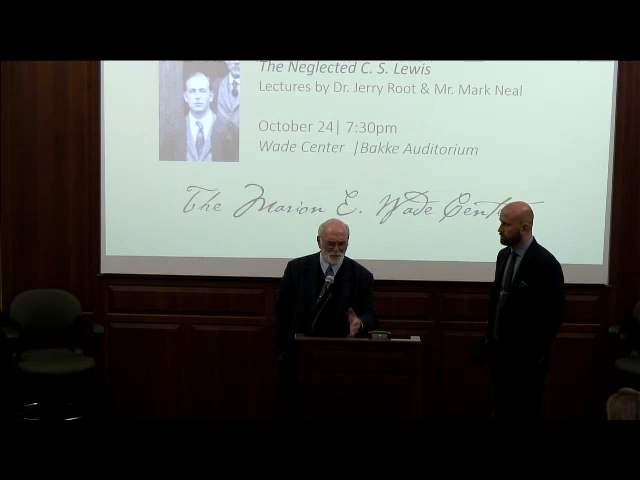 The Neglected C. S. Lewis
Lectures by Dr. Jerry Root & Mr. Mark Neal
October 24| 7:30pm
Wade Center |Bakke Auditorium
The Marion E. Wade Center